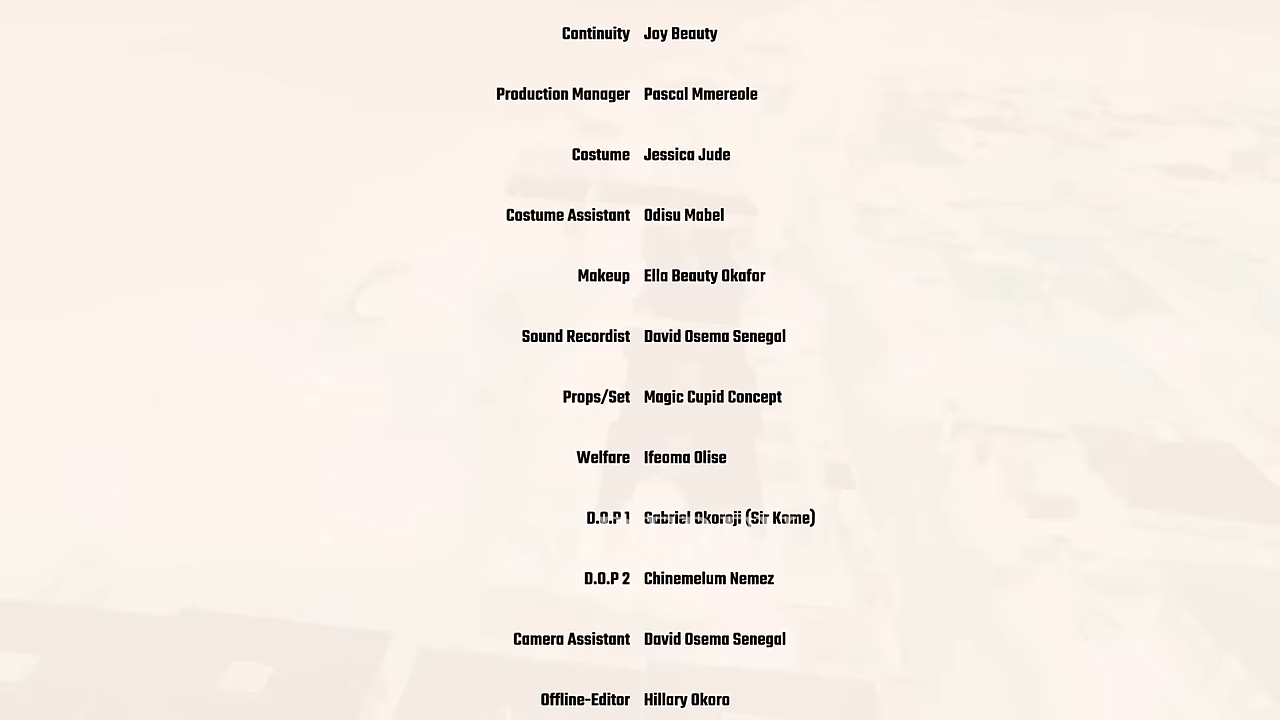 Continuity Joy Beauty
Production Manager Pascal Mmereole
Costume Jessica Jude
Costume Assistant Odisu Mabel
Makeup Ella Beauty Okafor
Sound Recordist David Osema Senegal
Props/Set Magic Cupid Concept
Welfare Ifeoma Olise
D.O.P 1 Gabriel Okoroji (Sir Kome)
D.O.P 2 Chinemelum Nemez
Camera Assistant David Osema Senegal
Offline-Editor Hillary Okoro